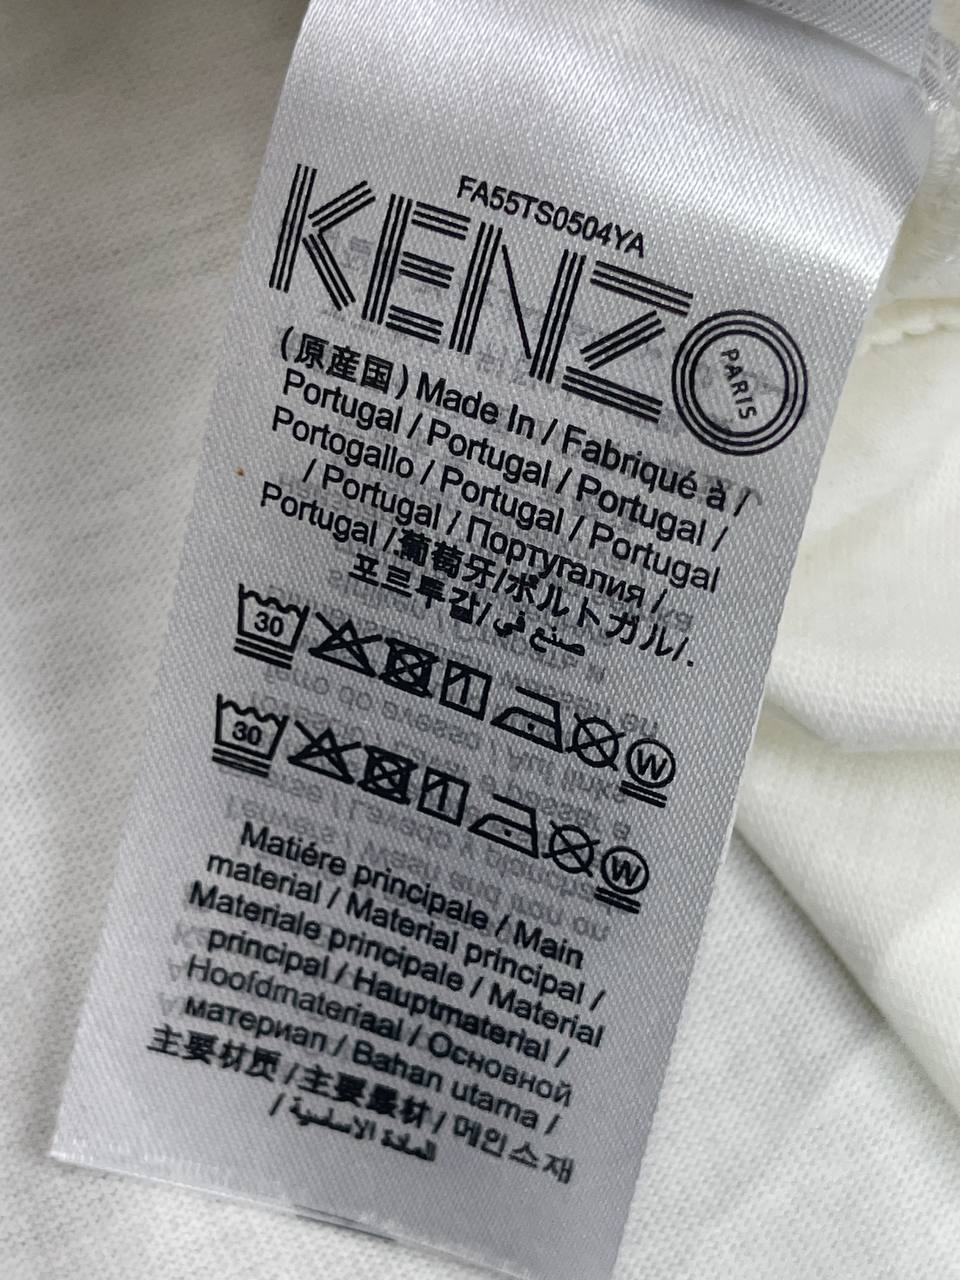 FA55TS0504YA
KENZO
PARIS
(原産国) Made In / Fabriqué à /
Portugal / Portugal / Portugal /
Portogallo / Portugal / Portugal
/ Portugal / Португалия /
Portugal /葡萄牙/ポルトガル/.
포르투갈/ صنع في
30
W
30
W
Matiére principale / Main
material / Material principal /
Materiale principale / Material
principal / Hauptmaterial /
Hoofdmateriaal / Основной
материал / Bahan utama /
主要材质 /主要素材/ 메인소재
/ المادة الاساسية